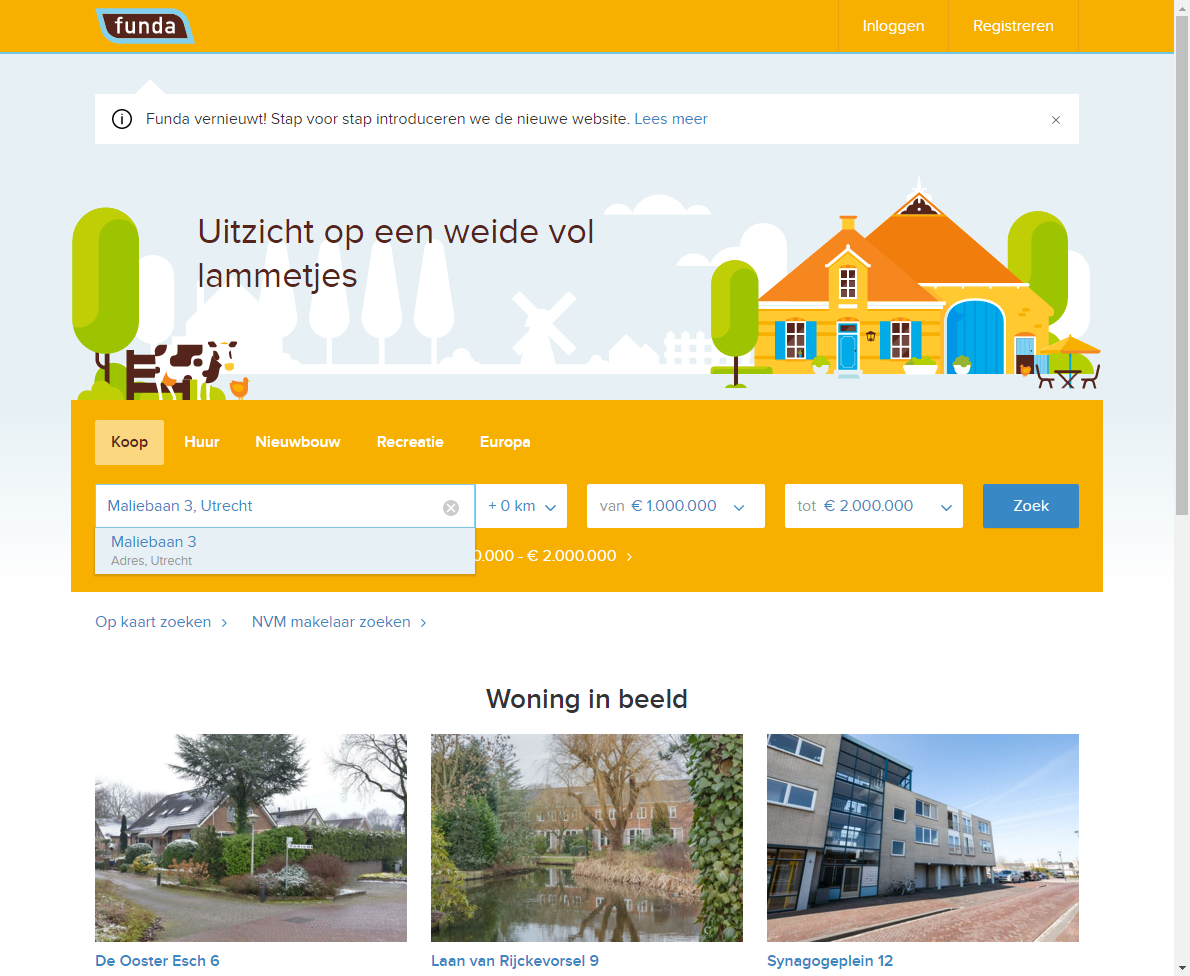 funda
Inloggen
Registreren
Funda vernieuwt! Stap voor stap introduceren we de nieuwe website. Lees meer
Uitzicht op een weide vol
lammetjes
Koop
Huur
Nieuwbouw
Recreatie
Europa
Maliebaan 3, Utrecht
+ 0 km
van € 1.000.000
tot € 2.000.000
Zoek
Maliebaan 3
Adres, Utrecht
0.000 - € 2.000.000
Op kaart zoeken
NVM makelaar zoeken
Woning in beeld
De Ooster Esch 6
Laan van Rijckevorsel 9
Synagogeplein 12